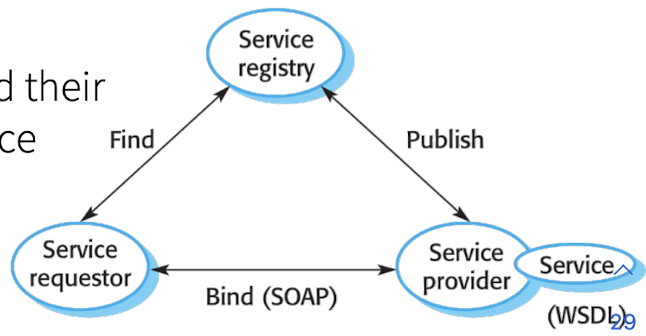 Service
registry
d their
ce
Find
Publish
Service
requestor
Service
provider
Service
Bind (SOAP)
(WSDL)
29